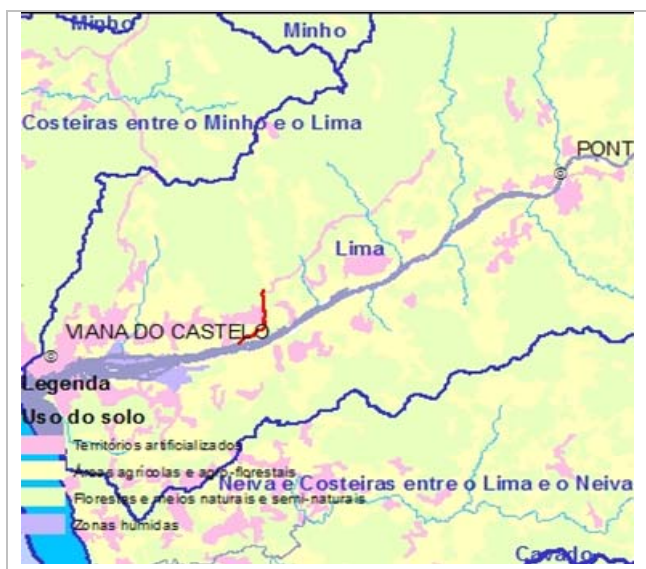 Minho
Minho
Costeiras entre o Minho e o Lima
PONT
Lima
VIANA DO CASTELO
Legenda
Uso do solo
Territórios artificializados
Áreas agrícolas e agro-florestais
Neiva e Costeiras entre o Lima e o Neiva
Florestas e meios naturais e semi-naturais
Zonas humidas
Cavado